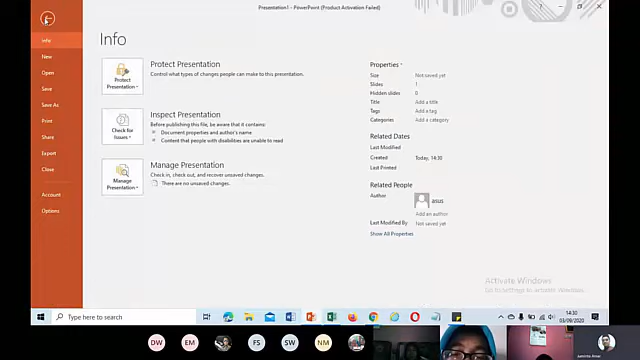 Presentation1 - PowerPoint (Product Activation Failed)
Info
New
Open
Save
Save As
Print
Share
Export
Close
Account
Options
Info
Protect Presentation
Protect Presentation
Control what types of changes people can make to this presentation.
Check for Issues
Inspect Presentation
Before publishing this file, be aware that it contains:
Document properties and author's name
Content that people with disabilities are unable to read
Manage Presentation
Manage Presentation
Check in, check out, and recover unsaved changes.
There are no unsaved changes.
Properties
Size Not saved yet
Slides 1
Hidden slides 0
Title Add a title
Tags Add a tag
Categories Add a category
Related Dates
Last Modified
Created Today, 14:30
Last Printed
Related People
Author asus
Add an author
Last Modified By Not saved yet
Show All Properties
Activate Windows
Go to Settings to activate Windows.
Type here to search
14:30
03/09/2020
DW
EM
FS
SW
NM